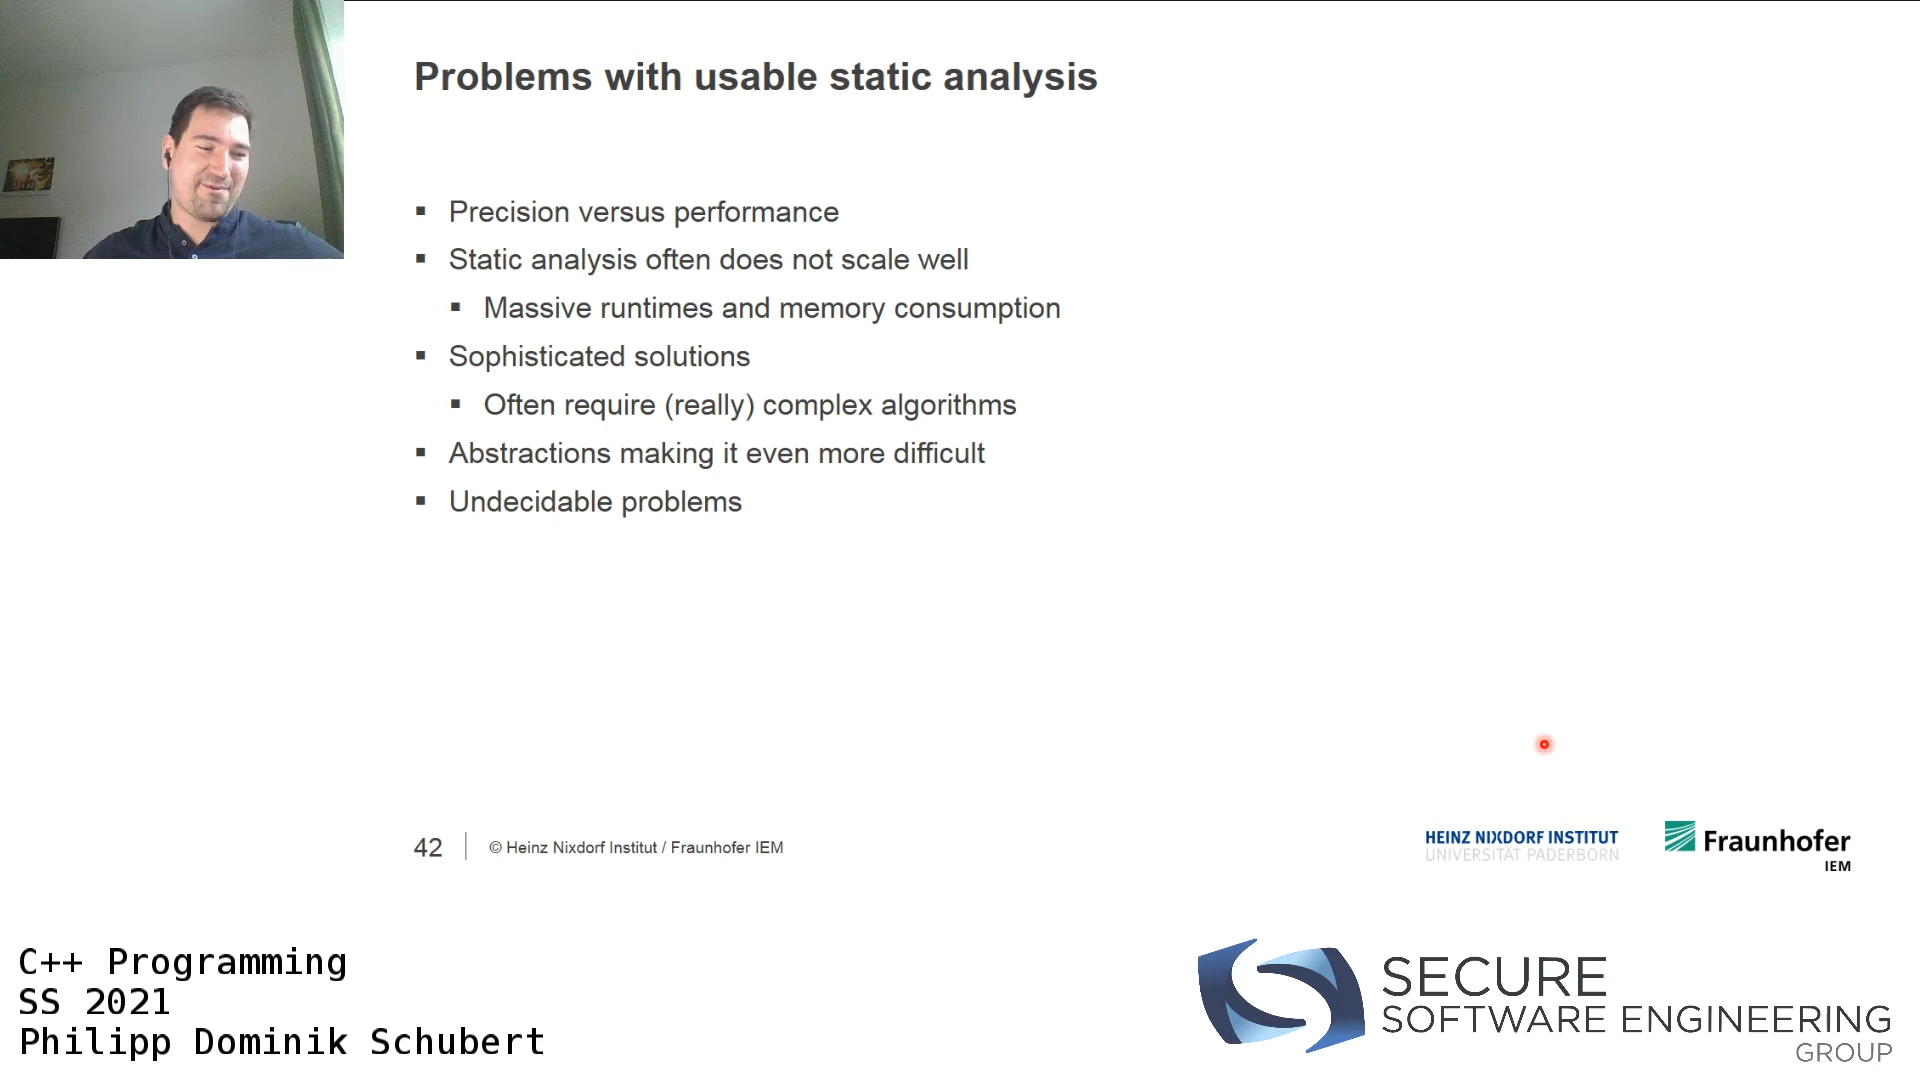 Problems with usable static analysis
Precision versus performance
Static analysis often does not scale well
Massive runtimes and memory consumption
Sophisticated solutions
Often require (really) complex algorithms
Abstractions making it even more difficult
Undecidable problems
42
© Heinz Nixdorf Institut / Fraunhofer IEM
HEINZ NIXDORF INSTITUT
UNIVERSITÄT PADERBORN
Fraunhofer
IEM
C++ Programming
SS 2021
Philipp Dominik Schubert
SECURE
SOFTWARE ENGINEERING
GROUP